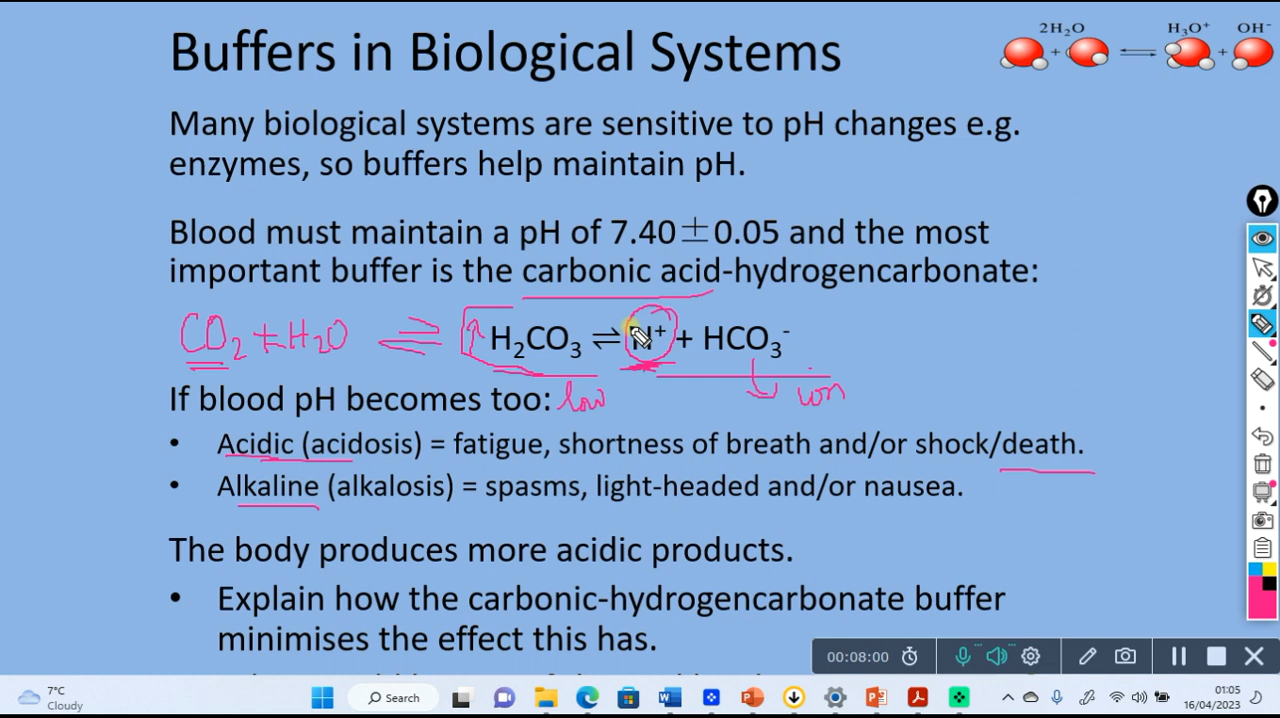 2H₂O H₃O⁺ OH⁻
+ ⇌ +
Buffers in Biological Systems
Many biological systems are sensitive to pH changes e.g.
enzymes, so buffers help maintain pH.
Blood must maintain a pH of 7.40±0.05 and the most
important buffer is the carbonic acid-hydrogencarbonate:
CO₂ + H₂O ⇌ ↑ H₂CO₃ ⇌ H⁺ + HCO₃⁻
If blood pH becomes too: low ion
• Acidic (acidosis) = fatigue, shortness of breath and/or shock/death.
• Alkaline (alkalosis) = spasms, light-headed and/or nausea.
The body produces more acidic products.
• Explain how the carbonic-hydrogencarbonate buffer
minimises the effect this has.
00:08:00
7°C
Cloudy
Search
01:05
16/04/2023